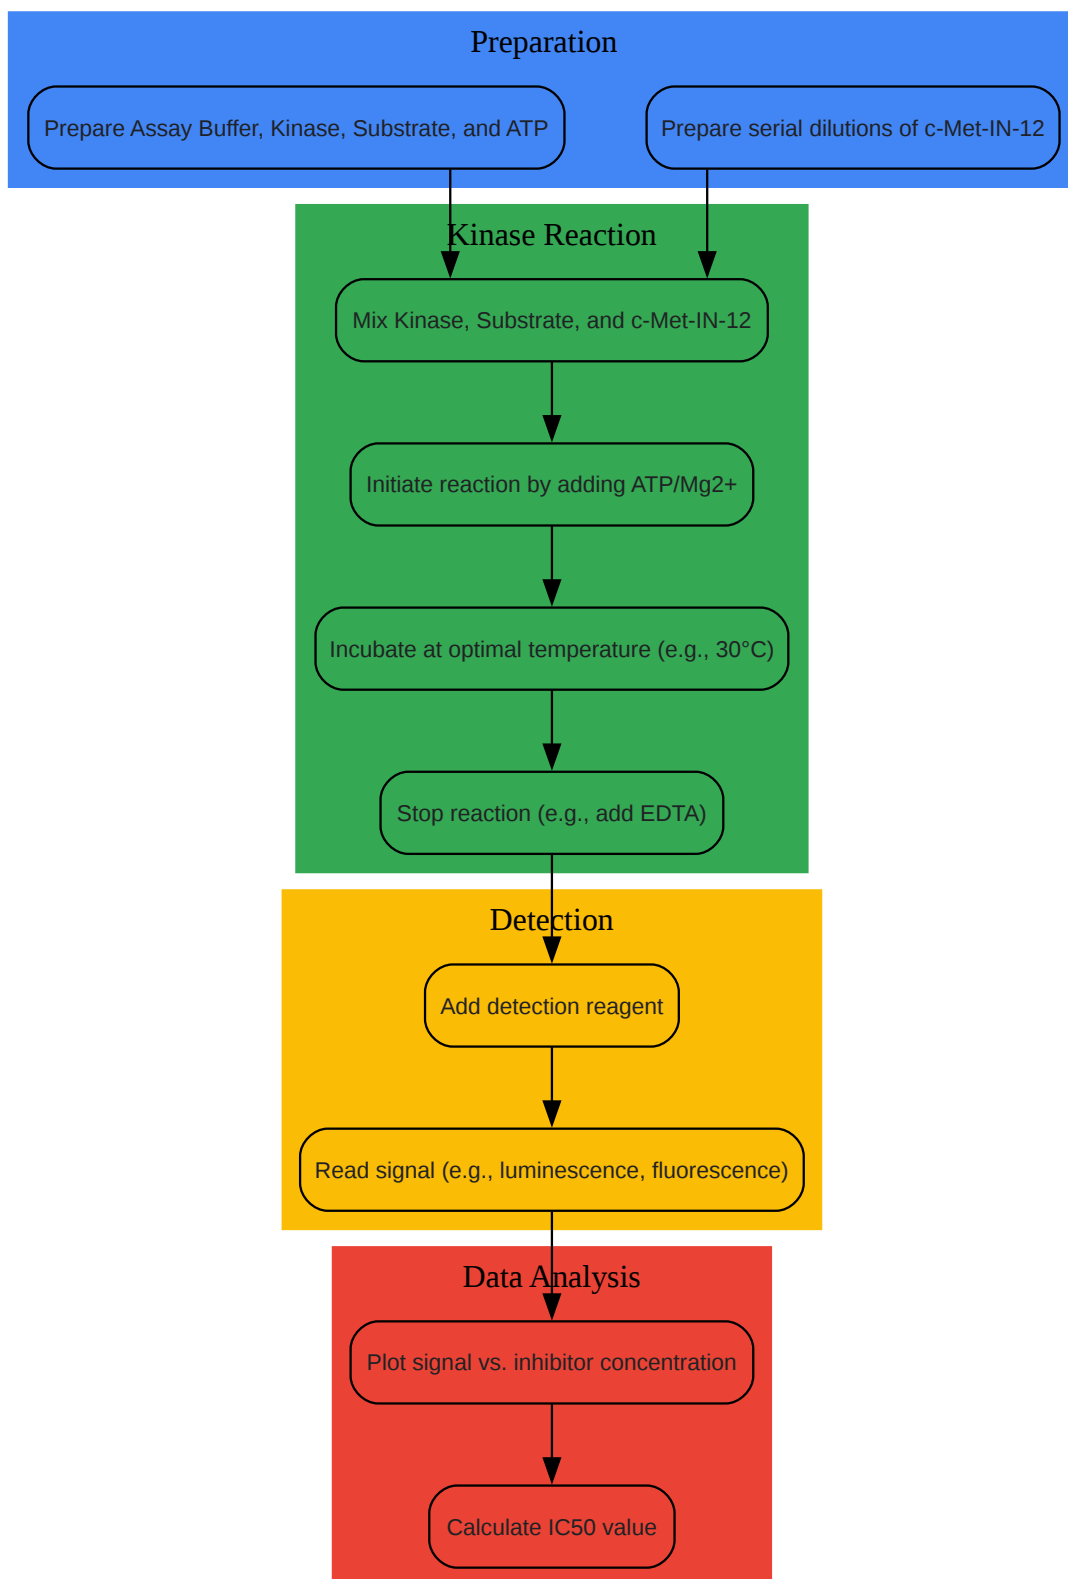 Preparation
Prepare Assay Buffer, Kinase, Substrate, and ATP
Prepare serial dilutions of c-Met-IN-12
Kinase Reaction
Mix Kinase, Substrate, and c-Met-IN-12
Initiate reaction by adding ATP/Mg2+
Incubate at optimal temperature (e.g., 30°C)
Stop reaction (e.g., add EDTA)
Detection
Add detection reagent
Read signal (e.g., luminescence, fluorescence)
Data Analysis
Plot signal vs. inhibitor concentration
Calculate IC50 value